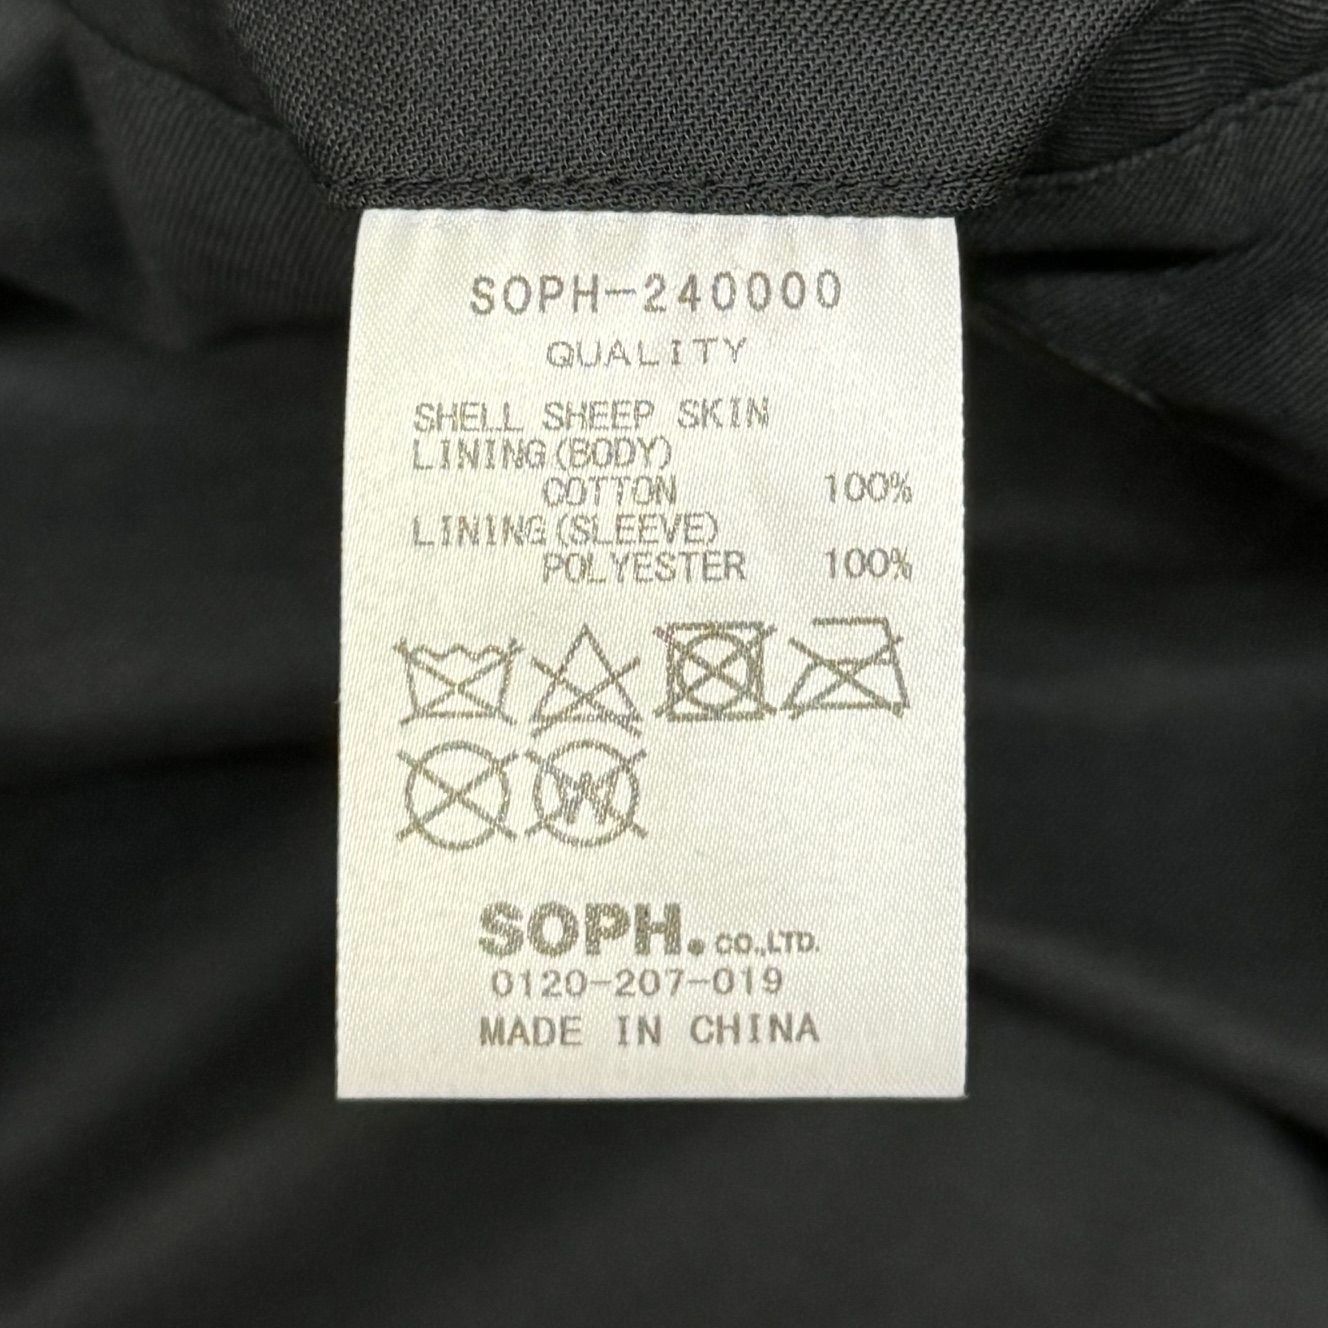 SOPH-240000
QUALITY
SHELL SHEEP SKIN
LINING(BODY)
COTTON 100%
LINING(SLEEVE)
POLYESTER 100%
W
SOPH. CO.,LTD.
0120-207-019
MADE IN CHINA